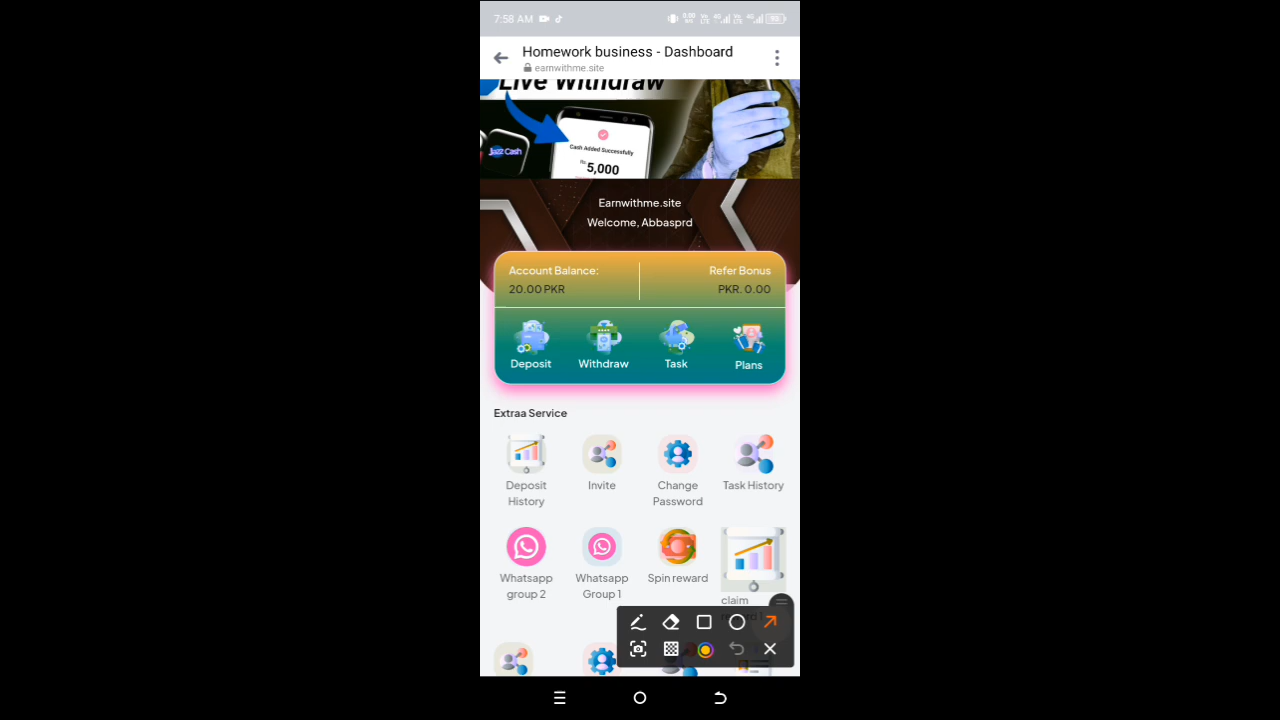 7:58 AM
Homework business - Dashboard
earnwithme.site
Live Withdraw
Jazz Cash
Cash Added Successfully
Rs 5,000
Earnwithme.site
Welcome, Abbasprd
Account Balance: Refer Bonus
20.00 PKR PKR. 0.00
Deposit Withdraw Task Plans
Extraa Service
Deposit History
Invite
Change Password
Task History
Whatsapp group 2
Whatsapp Group 1
Spin reward
claim